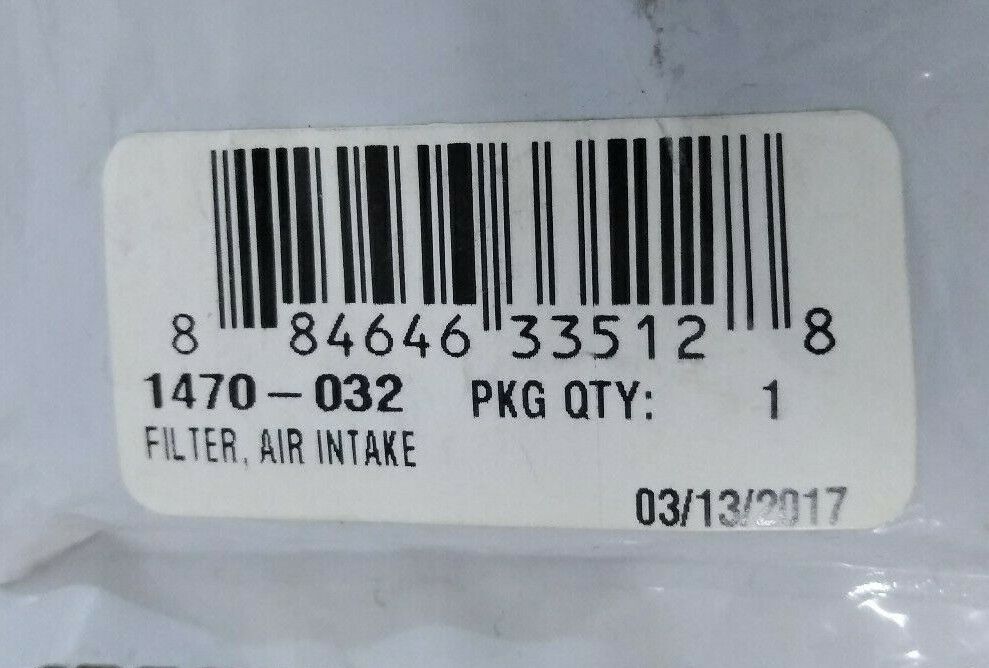 8 84646 33512 8
1470-032 PKG QTY: 1
FILTER, AIR INTAKE
03/13/2017